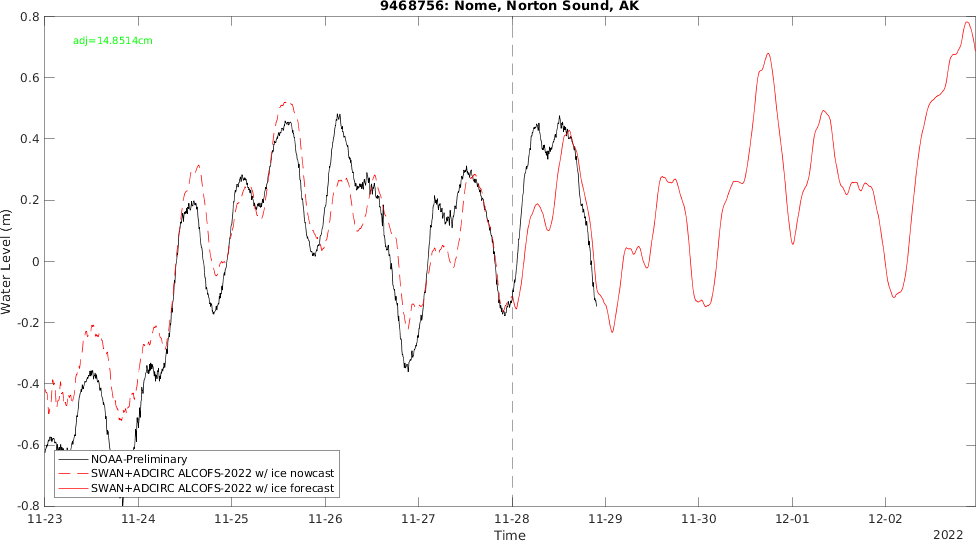 9468756: Nome, Norton Sound, AK
adj=14.8514cm
Water Level (m)
0.8
0.6
0.4
0.2
0
-0.2
-0.4
-0.6
-0.8
NOAA-Preliminary
SWAN+ADCIRC ALCOFS-2022 w/ ice nowcast
SWAN+ADCIRC ALCOFS-2022 w/ ice forecast
11-23 11-24 11-25 11-26 11-27 11-28 11-29 11-30 12-01 12-02
Time
2022